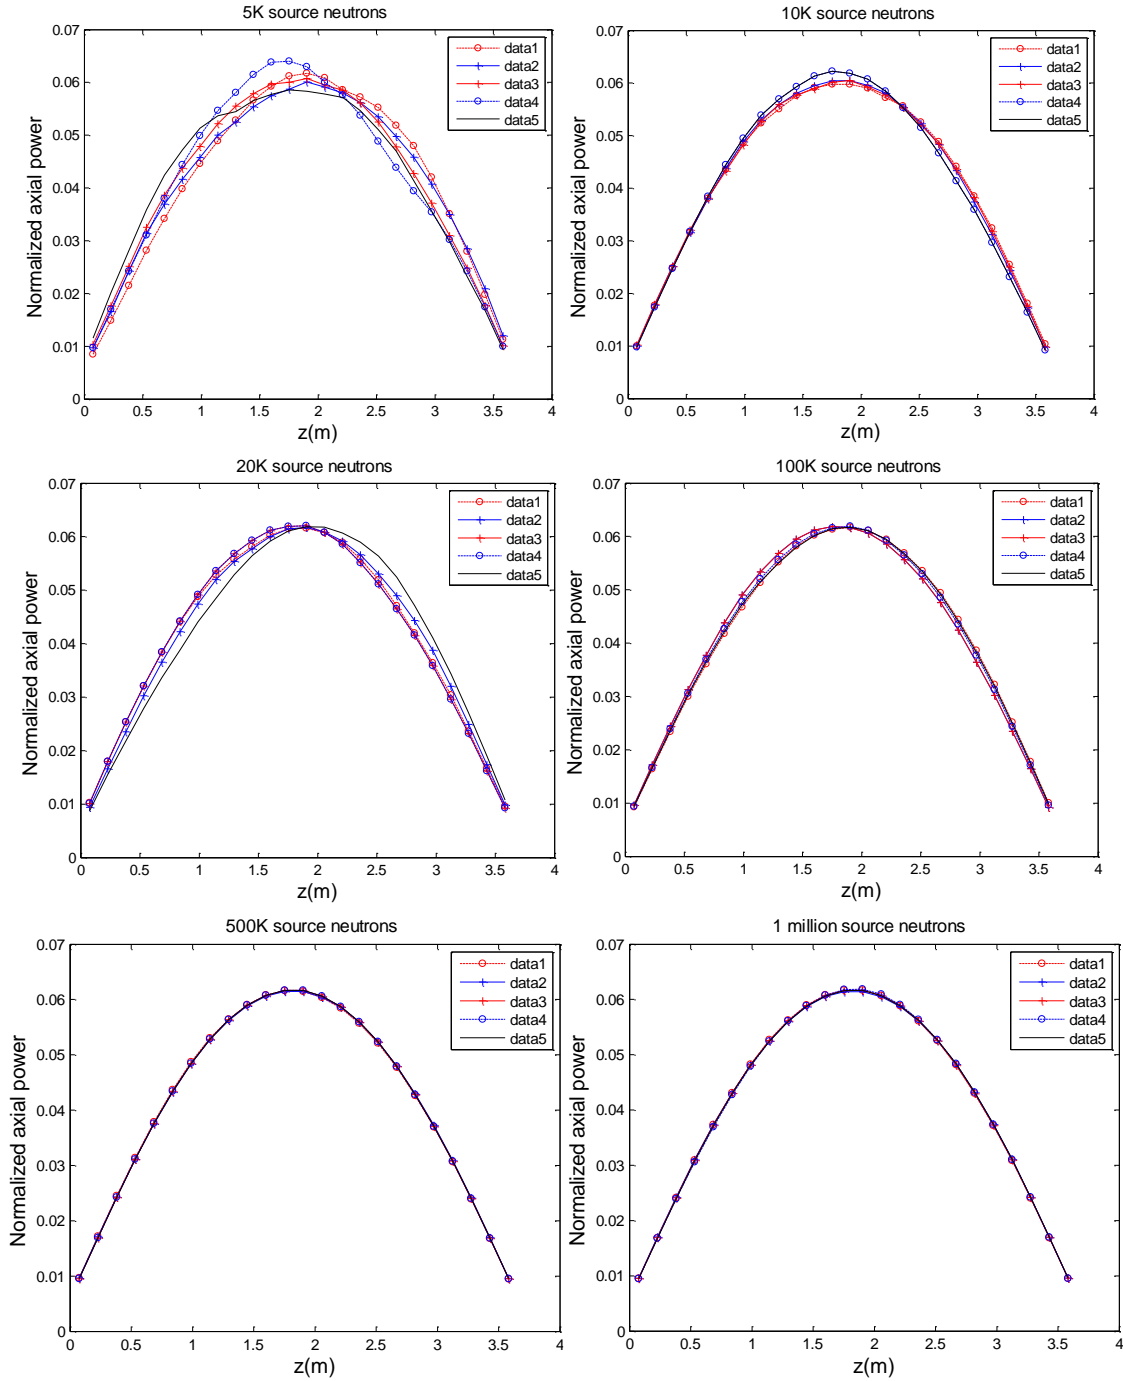 5K source neutrons
0.07
0.06
0.05
0.04
0.03
0.02
0.01
0
Normalized axial power
0 0.5 1 1.5 2 2.5 3 3.5 4
z(m)
data1
data2
data3
data4
data5
10K source neutrons
0.07
0.06
0.05
0.04
0.03
0.02
0.01
0
Normalized axial power
0 0.5 1 1.5 2 2.5 3 3.5 4
z(m)
data1
data2
data3
data4
data5
20K source neutrons
0.07
0.06
0.05
0.04
0.03
0.02
0.01
0
Normalized axial power
0 0.5 1 1.5 2 2.5 3 3.5 4
z(m)
data1
data2
data3
data4
data5
100K source neutrons
0.07
0.06
0.05
0.04
0.03
0.02
0.01
0
Normalized axial power
0 0.5 1 1.5 2 2.5 3 3.5 4
z(m)
data1
data2
data3
data4
data5
500K source neutrons
0.07
0.06
0.05
0.04
0.03
0.02
0.01
0
Normalized axial power
0 0.5 1 1.5 2 2.5 3 3.5 4
z(m)
data1
data2
data3
data4
data5
1 million source neutrons
0.07
0.06
0.05
0.04
0.03
0.02
0.01
0
Normalized axial power
0 0.5 1 1.5 2 2.5 3 3.5 4
z(m)
data1
data2
data3
data4
data5